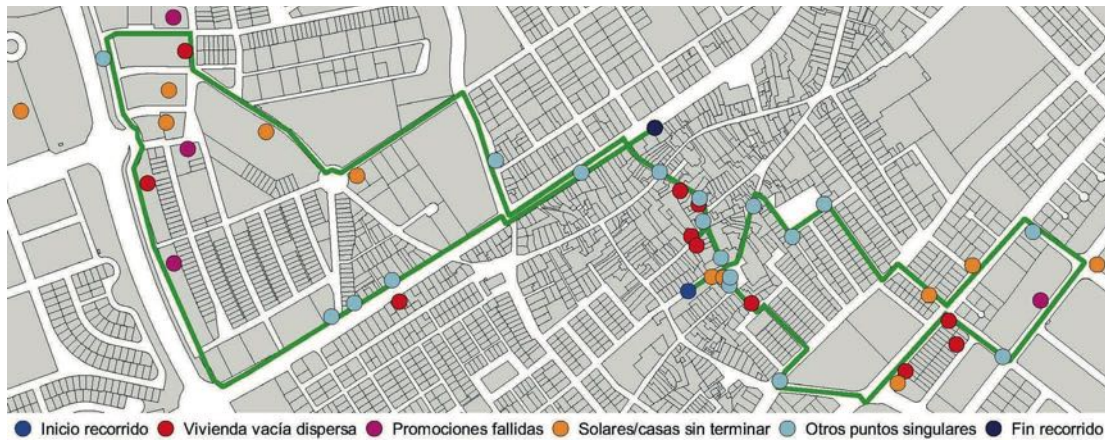 Inicio recorrido Vivienda vacía dispersa Promociones fallidas Solares/casas sin terminar Otros puntos singulares Fin recorrido